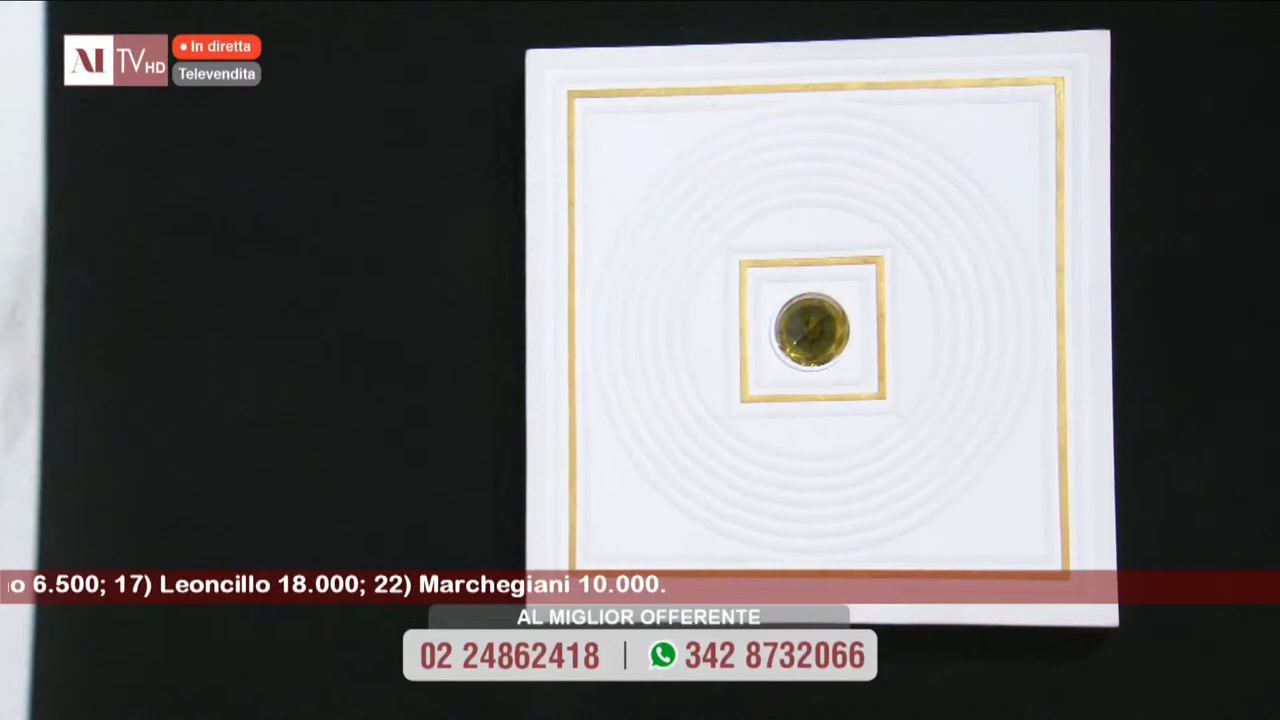 AI TV HD
In diretta
Televendita
6.500; 17) Leoncillo 18.000; 22) Marchegiani 10.000.
AL MIGLIOR OFFERENTE
02 24862418 | 342 8732066